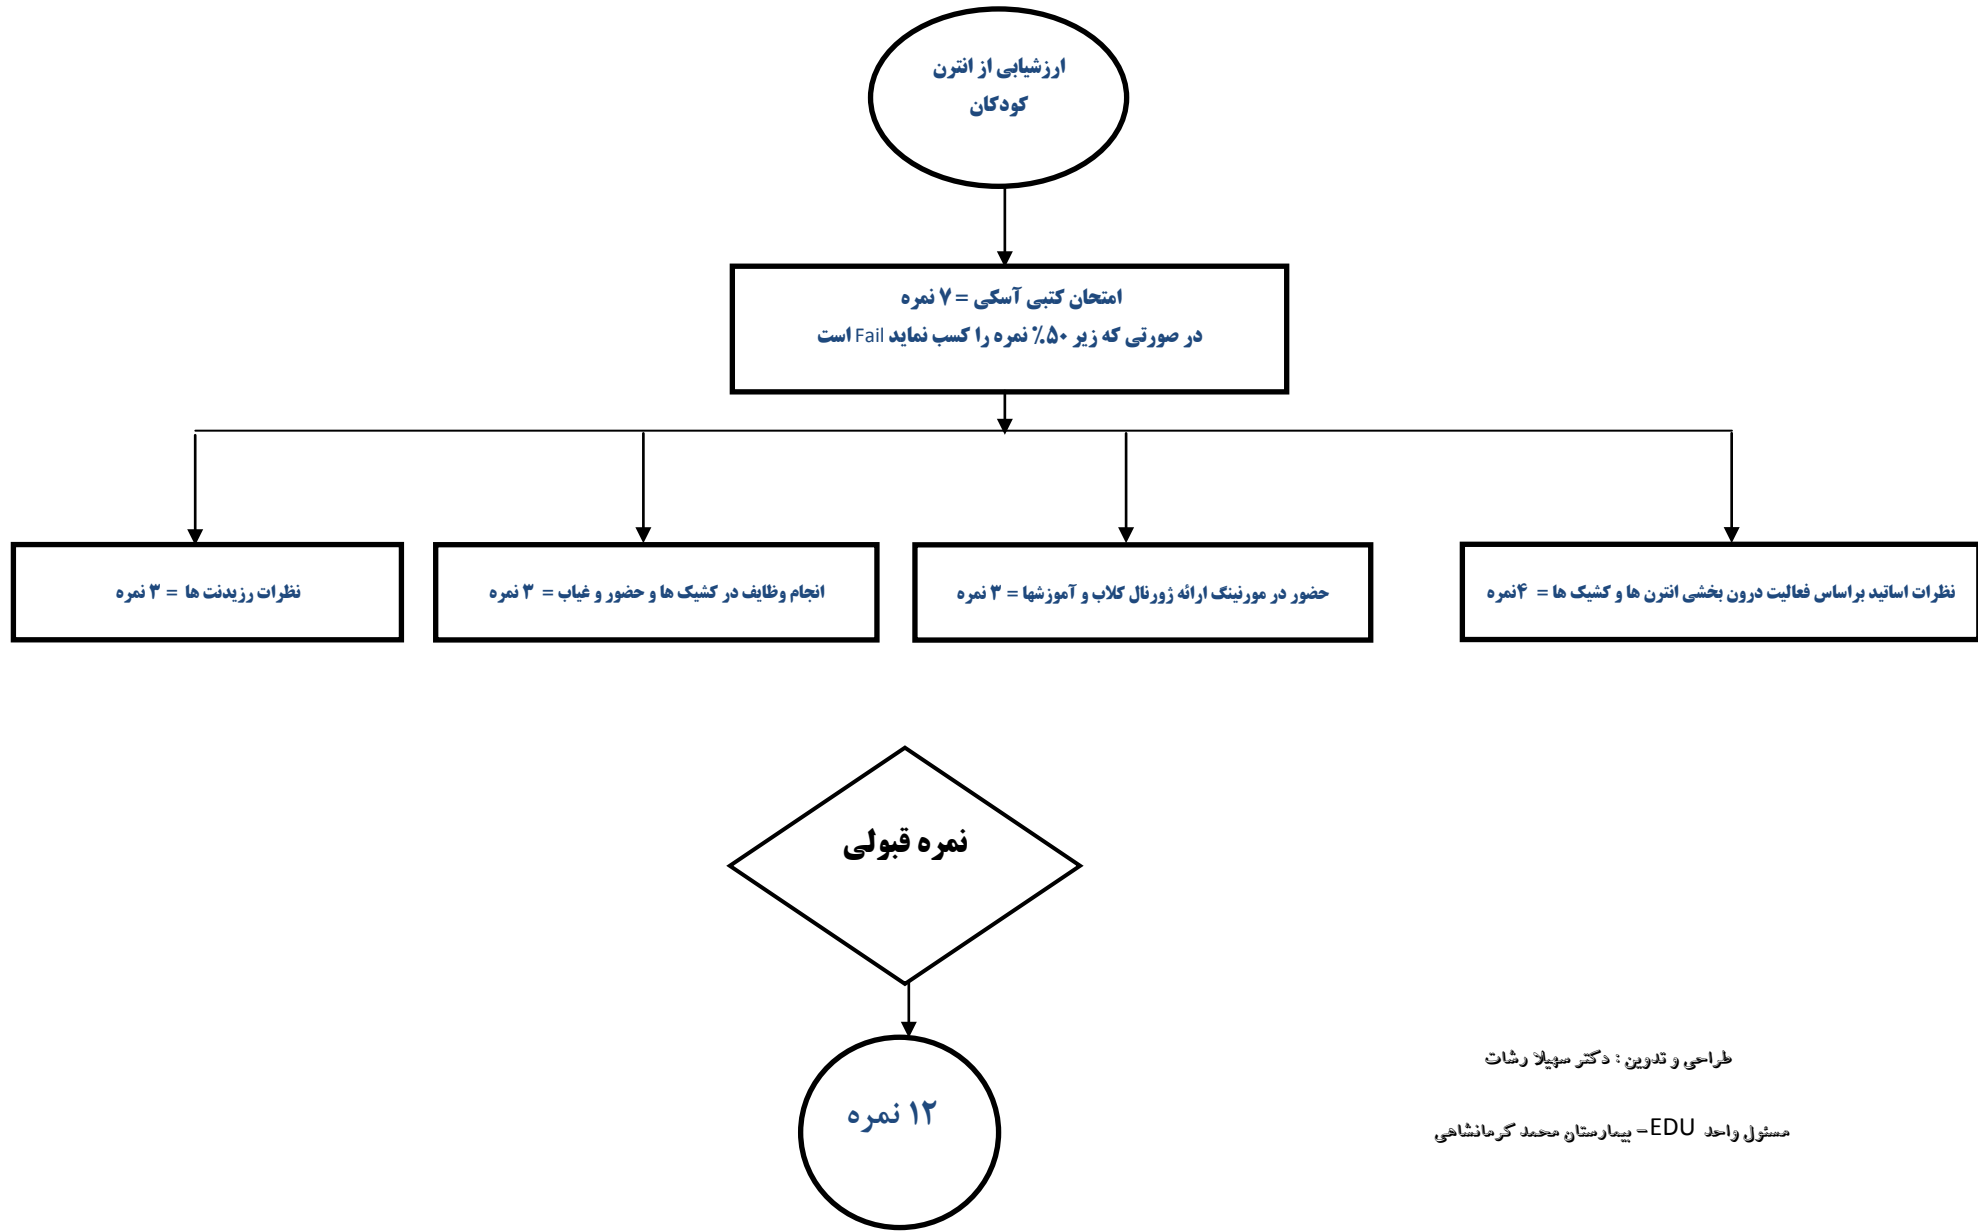 ارزشیابی از انترن
کودکان
امتحان کتبی آسکی = ۷ نمره
در صورتی که زیر ۵۰% نمره را کسب نماید Fail است
نظرات اساتید براساس فعالیت درون بخشی انترن ها و کشیک ها = ۴نمره
حضور در مورنینگ ارائه ژورنال کلاب و آموزشها = ۳ نمره
انجام وظایف در کشیک ها و حضور و غیاب = ۳ نمره
نظرات رزیدنت ها = ۳ نمره
نمره قبولی
۱۲ نمره
طراحی و تدوین : دکتر سهیلا رشات
مسئول واحد EDU – بیمارستان محمد کرمانشاهی